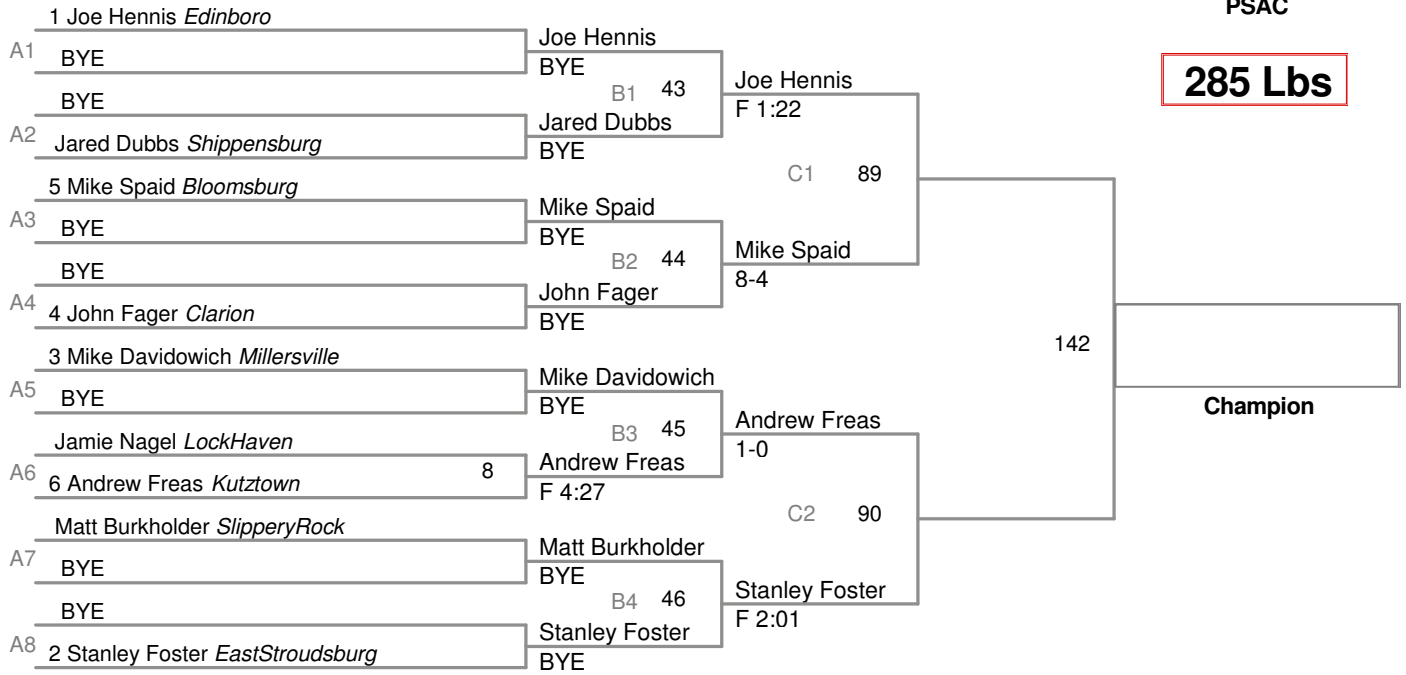 PSAC
285 Lbs
1 Joe Hennis Edinboro
A1
BYE
BYE
A2
Jared Dubbs Shippensburg
5 Mike Spaid Bloomsburg
A3
BYE
BYE
A4
4 John Fager Clarion
3 Mike Davidowich Millersville
A5
BYE
Jamie Nagel LockHaven
A6
8
6 Andrew Freas Kutztown
Matt Burkholder SlipperyRock
A7
BYE
BYE
A8
2 Stanley Foster EastStroudsburg
Joe Hennis
BYE
B1 43
Jared Dubbs
BYE
Mike Spaid
BYE
B2 44
John Fager
BYE
Mike Davidowich
BYE
B3 45
Andrew Freas
F 4:27
Matt Burkholder
BYE
B4 46
Stanley Foster
BYE
Joe Hennis
F 1:22
C1 89
Mike Spaid
8-4
Andrew Freas
1-0
C2 90
Stanley Foster
F 2:01
142
Champion